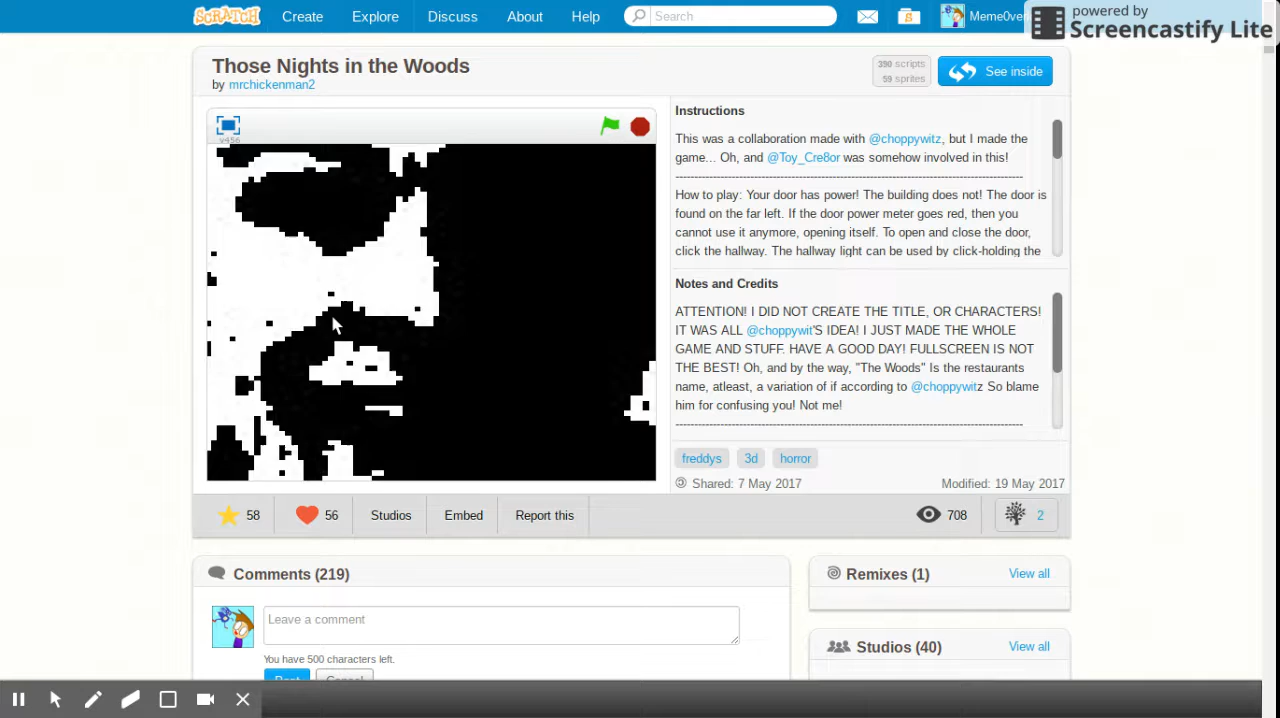 SCRATCH Create Explore Discuss About Help Search
powered by
Screencastify Lite
Those Nights in the Woods
by mrchickenman2
390 scripts
59 sprites
See inside
v456
Instructions
This was a collaboration made with @choppywitz, but I made the
game... Oh, and @Toy_Cre8or was somehow involved in this!
--------------------------------------------------------------------------------
How to play: Your door has power! The building does not! The door is
found on the far left. If the door power meter goes red, then you
cannot use it anymore, opening itself. To open and close the door,
click the hallway. The hallway light can be used by click-holding the
Notes and Credits
ATTENTION! I DID NOT CREATE THE TITLE, OR CHARACTERS!
IT WAS ALL @choppywit'S IDEA! I JUST MADE THE WHOLE
GAME AND STUFF. HAVE A GOOD DAY! FULLSCREEN IS NOT
THE BEST! Oh, and by the way, "The Woods" Is the restaurants
name, atleast, a variation of if according to @choppywitz So blame
him for confusing you! Not me!
--------------------------------------------------------------------------------
freddys 3d horror
Shared: 7 May 2017 Modified: 19 May 2017
58 56 Studios Embed Report this 708 2
Comments (219)
Leave a comment
You have 500 characters left.
Post Cancel
Remixes (1) View all
Studios (40) View all